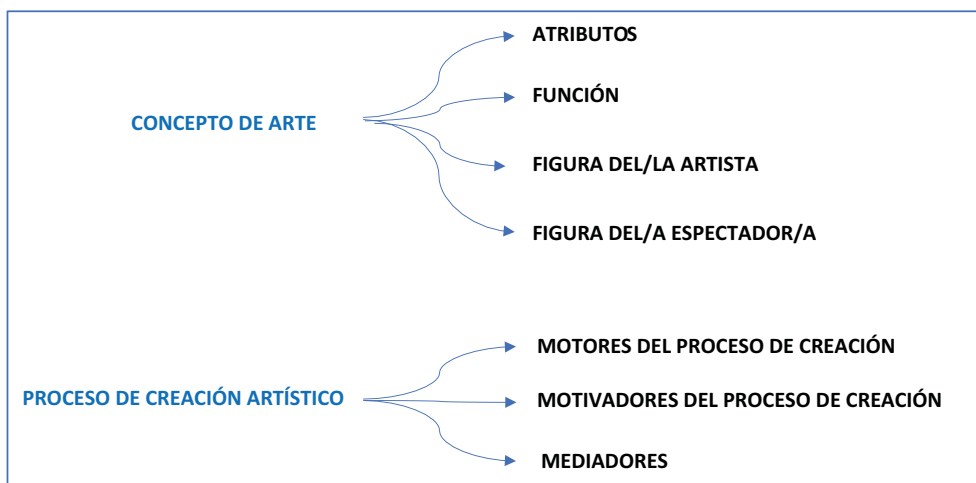 CONCEPTO DE ARTE
ATRIBUTOS
FUNCIÓN
FIGURA DEL/LA ARTISTA
FIGURA DEL/A ESPECTADOR/A
PROCESO DE CREACIÓN ARTÍSTICO
MOTORES DEL PROCESO DE CREACIÓN
MOTIVADORES DEL PROCESO DE CREACIÓN
MEDIADORES